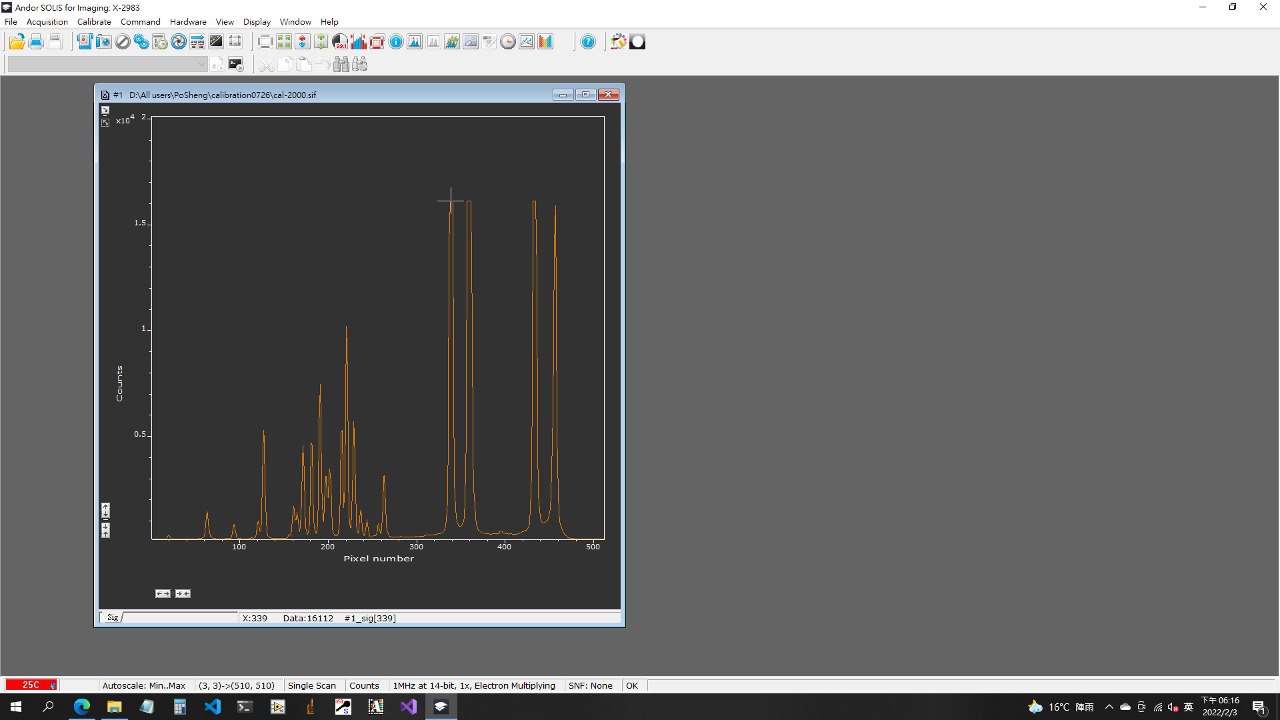 Andor SOLIS for Imaging: X-2983
File Acquisition Calibrate Command Hardware View Display Window Help
#1 D:\All users\PoSheng\calibration0726\cal-2000.sif
x10⁴ 2
1.5
1
0.5
Counts
100 200 300 400 500
Pixel number
Sig X:339 Data:16112 #1_sig[339]
25C Autoscale: Min..Max (3, 3)->(510, 510) Single Scan Counts 1MHz at 14-bit, 1x, Electron Multiplying SNF: None OK
16°C 陣雨 英 下午 06:16
2022/2/3